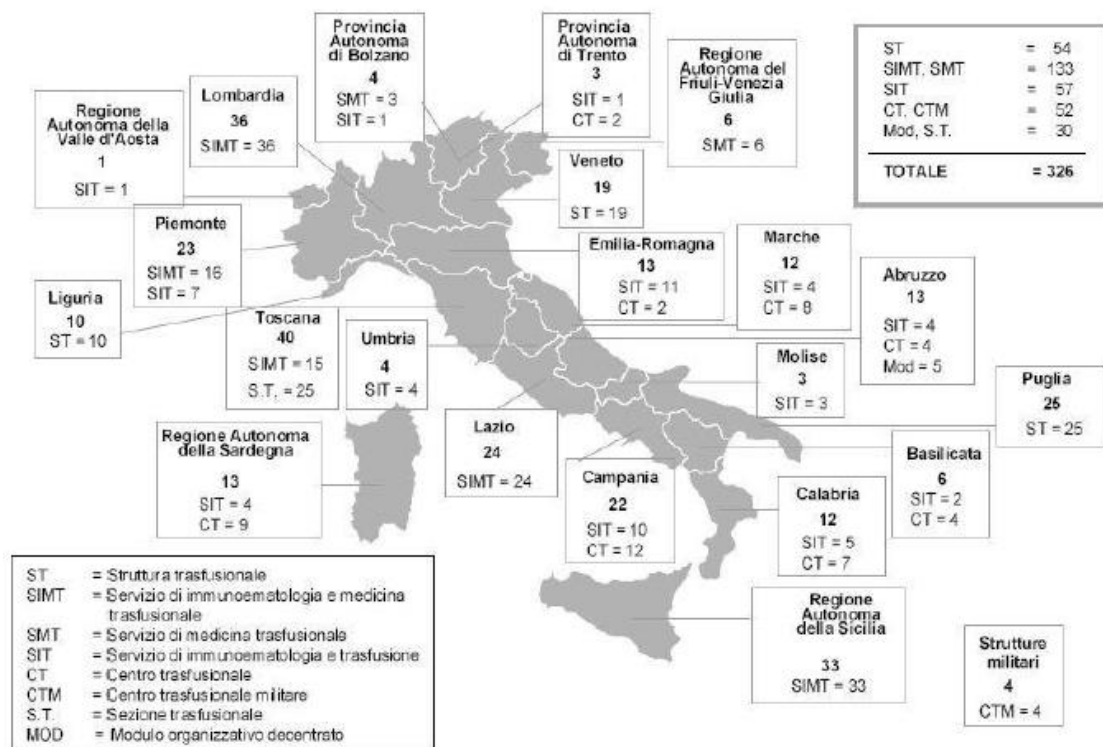 Provincia
Autonoma
di Bolzano
4
SMT = 3
SIT = 1
Provincia
Autonoma
di Trento
3
SIT = 1
CT = 2
Regione
Autonoma del
Friuli-Venezia
Giulia
6
SMT = 6
ST = 54
SIMT, SMT = 133
SIT = 57
CT, CTM = 52
Mod, S.T. = 30
TOTALE = 326
Regione
Autonoma della
Valle d'Aosta
1
SIT = 1
Lombardia
36
SIMT = 36
Veneto
19
ST = 19
Piemonte
23
SIMT = 16
SIT = 7
Emilia-Romagna
13
SIT = 11
CT = 2
Marche
12
SIT = 4
CT = 8
Abruzzo
13
SIT = 4
CT = 4
Mod = 5
Liguria
10
ST = 10
Toscana
40
SIMT = 15
S.T. = 25
Umbria
4
SIT = 4
Molise
3
SIT = 3
Puglia
25
ST = 25
Regione Autonoma
della Sardegna
13
SIT = 4
CT = 9
Lazio
24
SIMT = 24
Campania
22
SIT = 10
CT = 12
Calabria
12
SIT = 5
CT = 7
Basilicata
6
SIT = 2
CT = 4
Regione
Autonoma
della Sicilia
33
SIMT = 33
Strutture
militari
4
CTM = 4
ST = Struttura trasfusionale
SIMT = Servizio di immunoematologia e medicina
trasfusionale
SMT = Servizio di medicina trasfusionale
SIT = Servizio di immunoematologia e trasfusione
CT = Centro trasfusionale
CTM = Centro trasfusionale militare
S.T. = Sezione trasfusionale
MOD = Modulo organizzativo decentrato